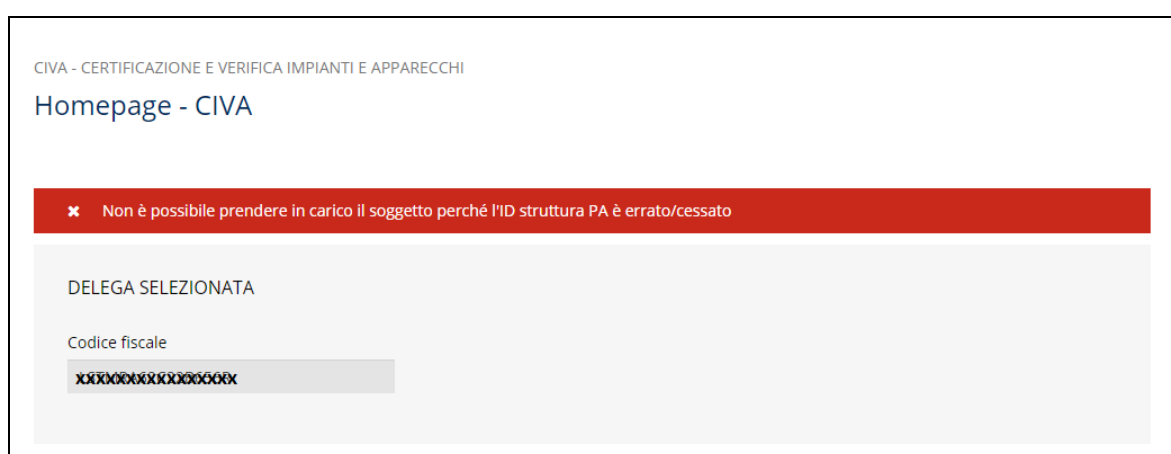 CIVA - CERTIFICAZIONE E VERIFICA IMPIANTI E APPARECCHI
Homepage - CIVA
✖ Non è possibile prendere in carico il soggetto perché l'ID struttura PA è errato/cessato
DELEGA SELEZIONATA
Codice fiscale